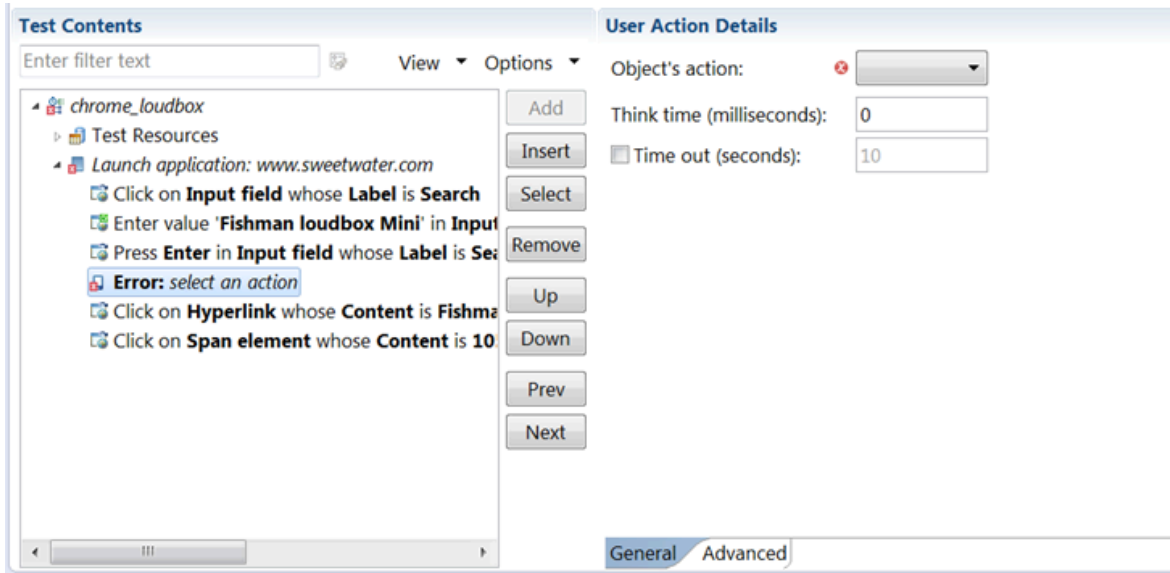 Test Contents
Enter filter text
View
Options
chrome_loudbox
Test Resources
Launch application: www.sweetwater.com
Click on Input field whose Label is Search
Enter value 'Fishman loudbox Mini' in Input
Press Enter in Input field whose Label is Sea
Error: select an action
Click on Hyperlink whose Content is Fishma
Click on Span element whose Content is 10
Add
Insert
Select
Remove
Up
Down
Prev
Next
User Action Details
Object's action:
Think time (milliseconds): 0
Time out (seconds): 10
General Advanced